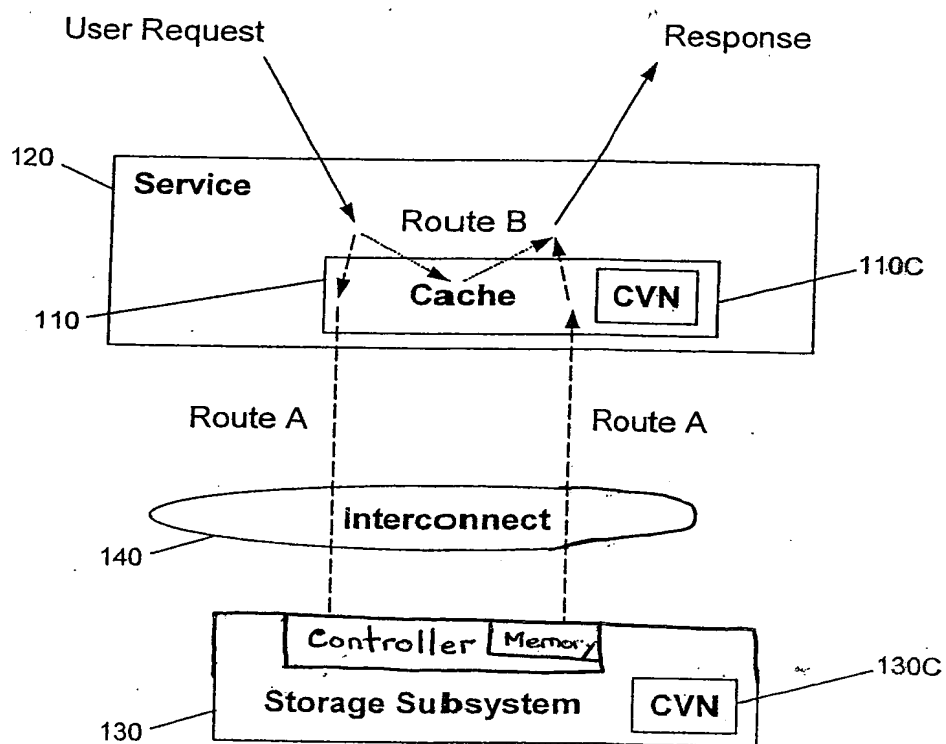 User Request
Response
120
Service
Route B
110C
Cache
CVN
110
Route A
Route A
interconnect
140
Controller
Memory
130C
Storage Subsystem
CVN
130